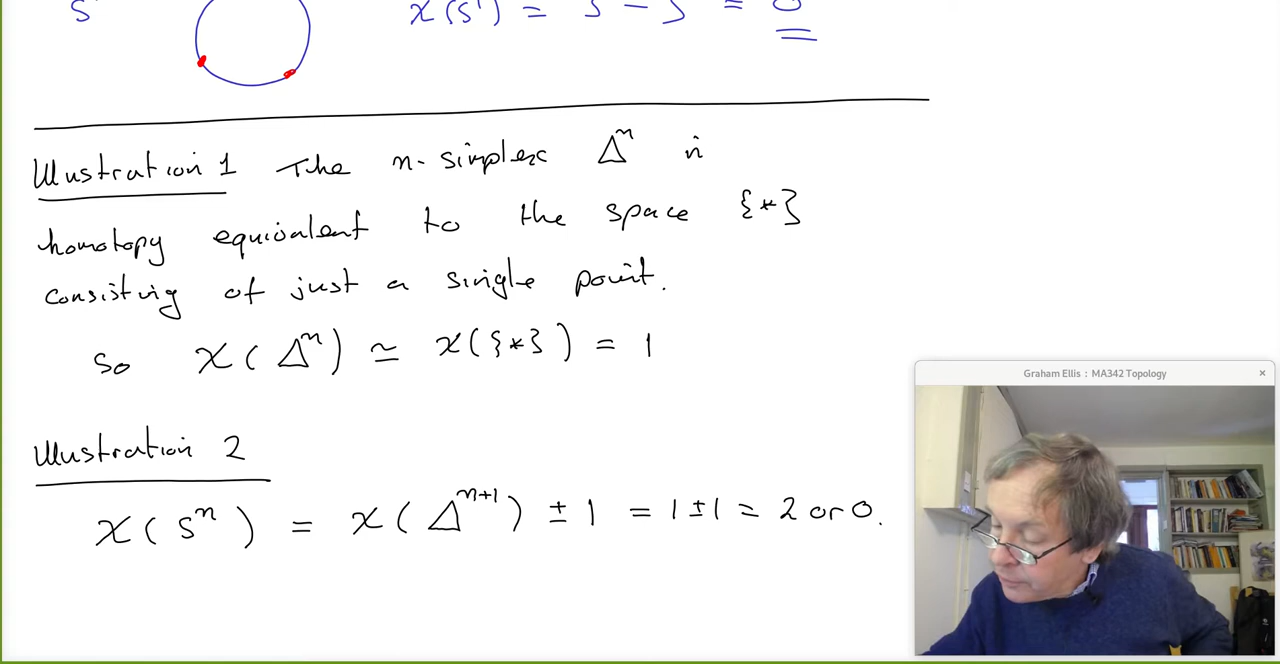 S¹ χ(S¹) = 3 - 3 = 0
Illustration 1 The n-simplex Δⁿ is
homotopy equivalent to the space {*}
consisting of just a single point.
So χ(Δⁿ) ≃ χ({*}) = 1
Graham Ellis : MA342 Topology ×
Illustration 2
χ(Sⁿ) = χ(Δⁿ⁺¹) ± 1 = 1 ± 1 = 2 or 0.